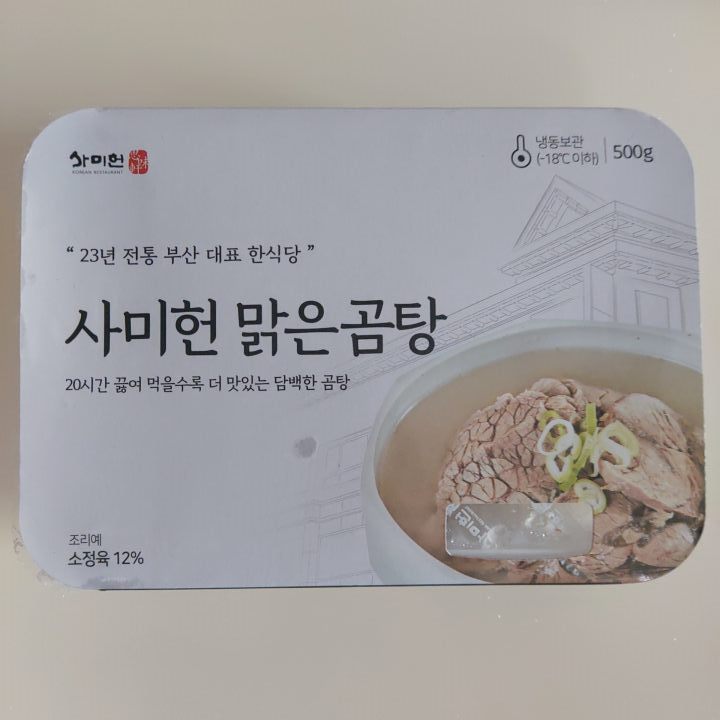 사미헌
KOREAN RESTAURANT
냉동보관
(-18℃ 이하)
500g
“ 23년 전통 부산 대표 한식당 ”
사미헌 맑은곰탕
20시간 끓여 먹을수록 더 맛있는 담백한 곰탕
조리예
소정육 12%